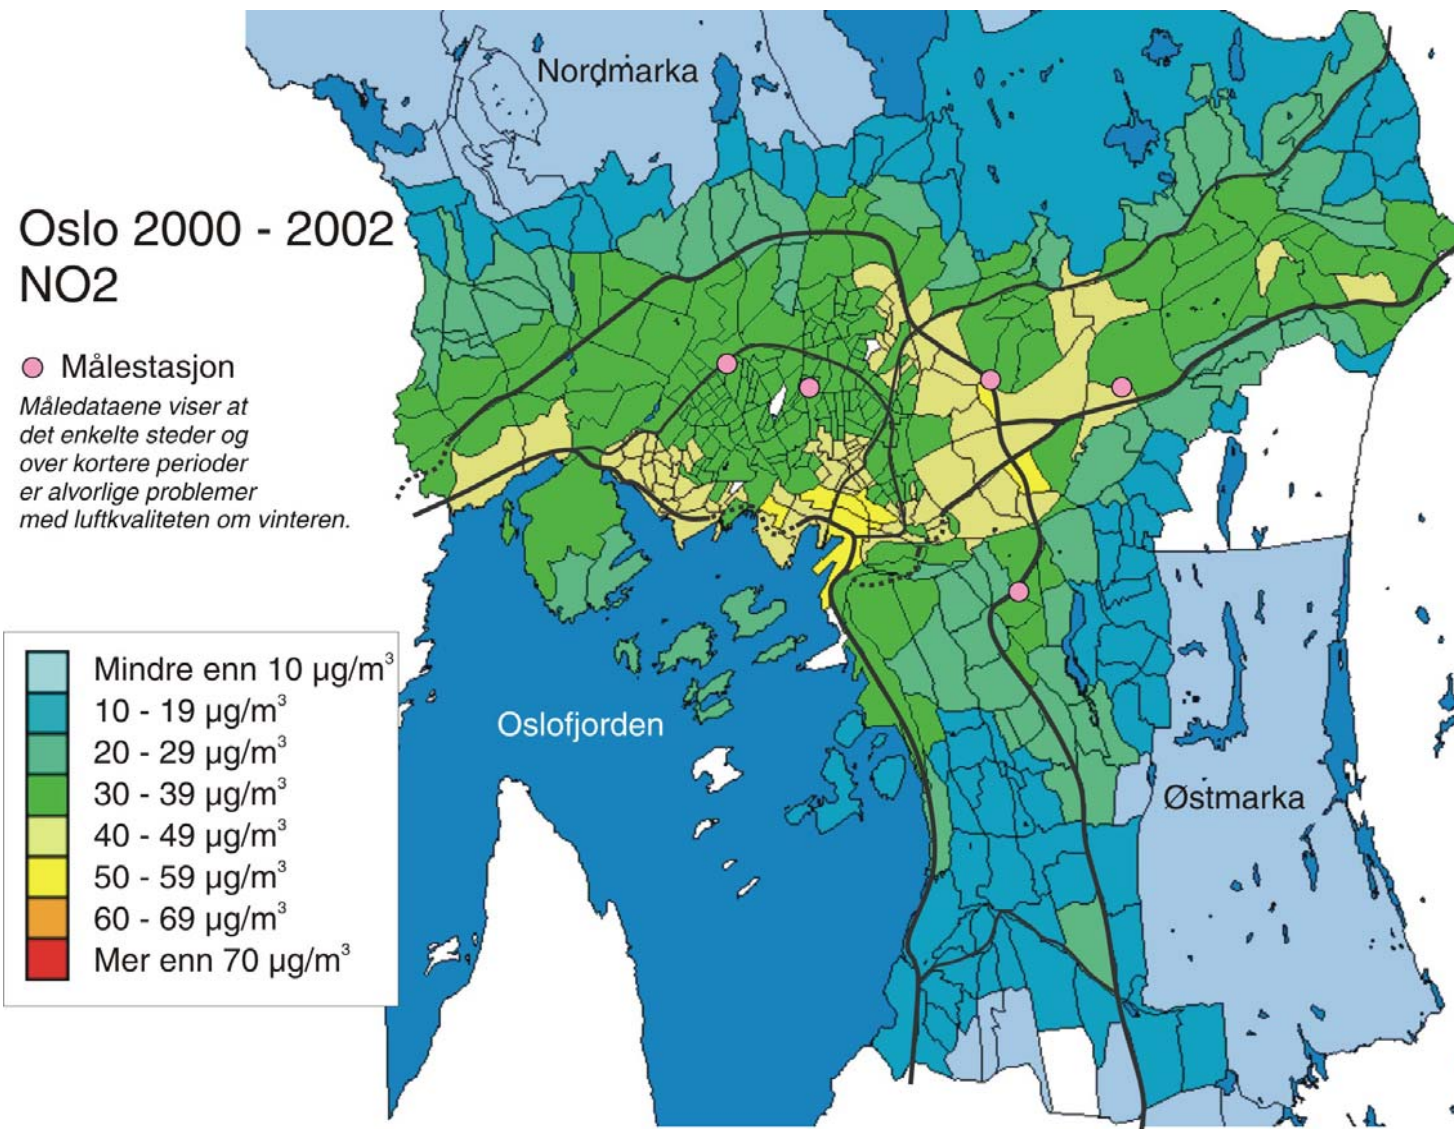 Nordmarka
Oslo 2000 - 2002
NO2
Målestasjon
Måledataene viser at
det enkelte steder og
over kortere perioder
er alvorlige problemer
med luftkvaliteten om vinteren.
Mindre enn 10 µg/m³
10 - 19 µg/m³
20 - 29 µg/m³
30 - 39 µg/m³
40 - 49 µg/m³
50 - 59 µg/m³
60 - 69 µg/m³
Mer enn 70 µg/m³
Oslofjorden
Østmarka